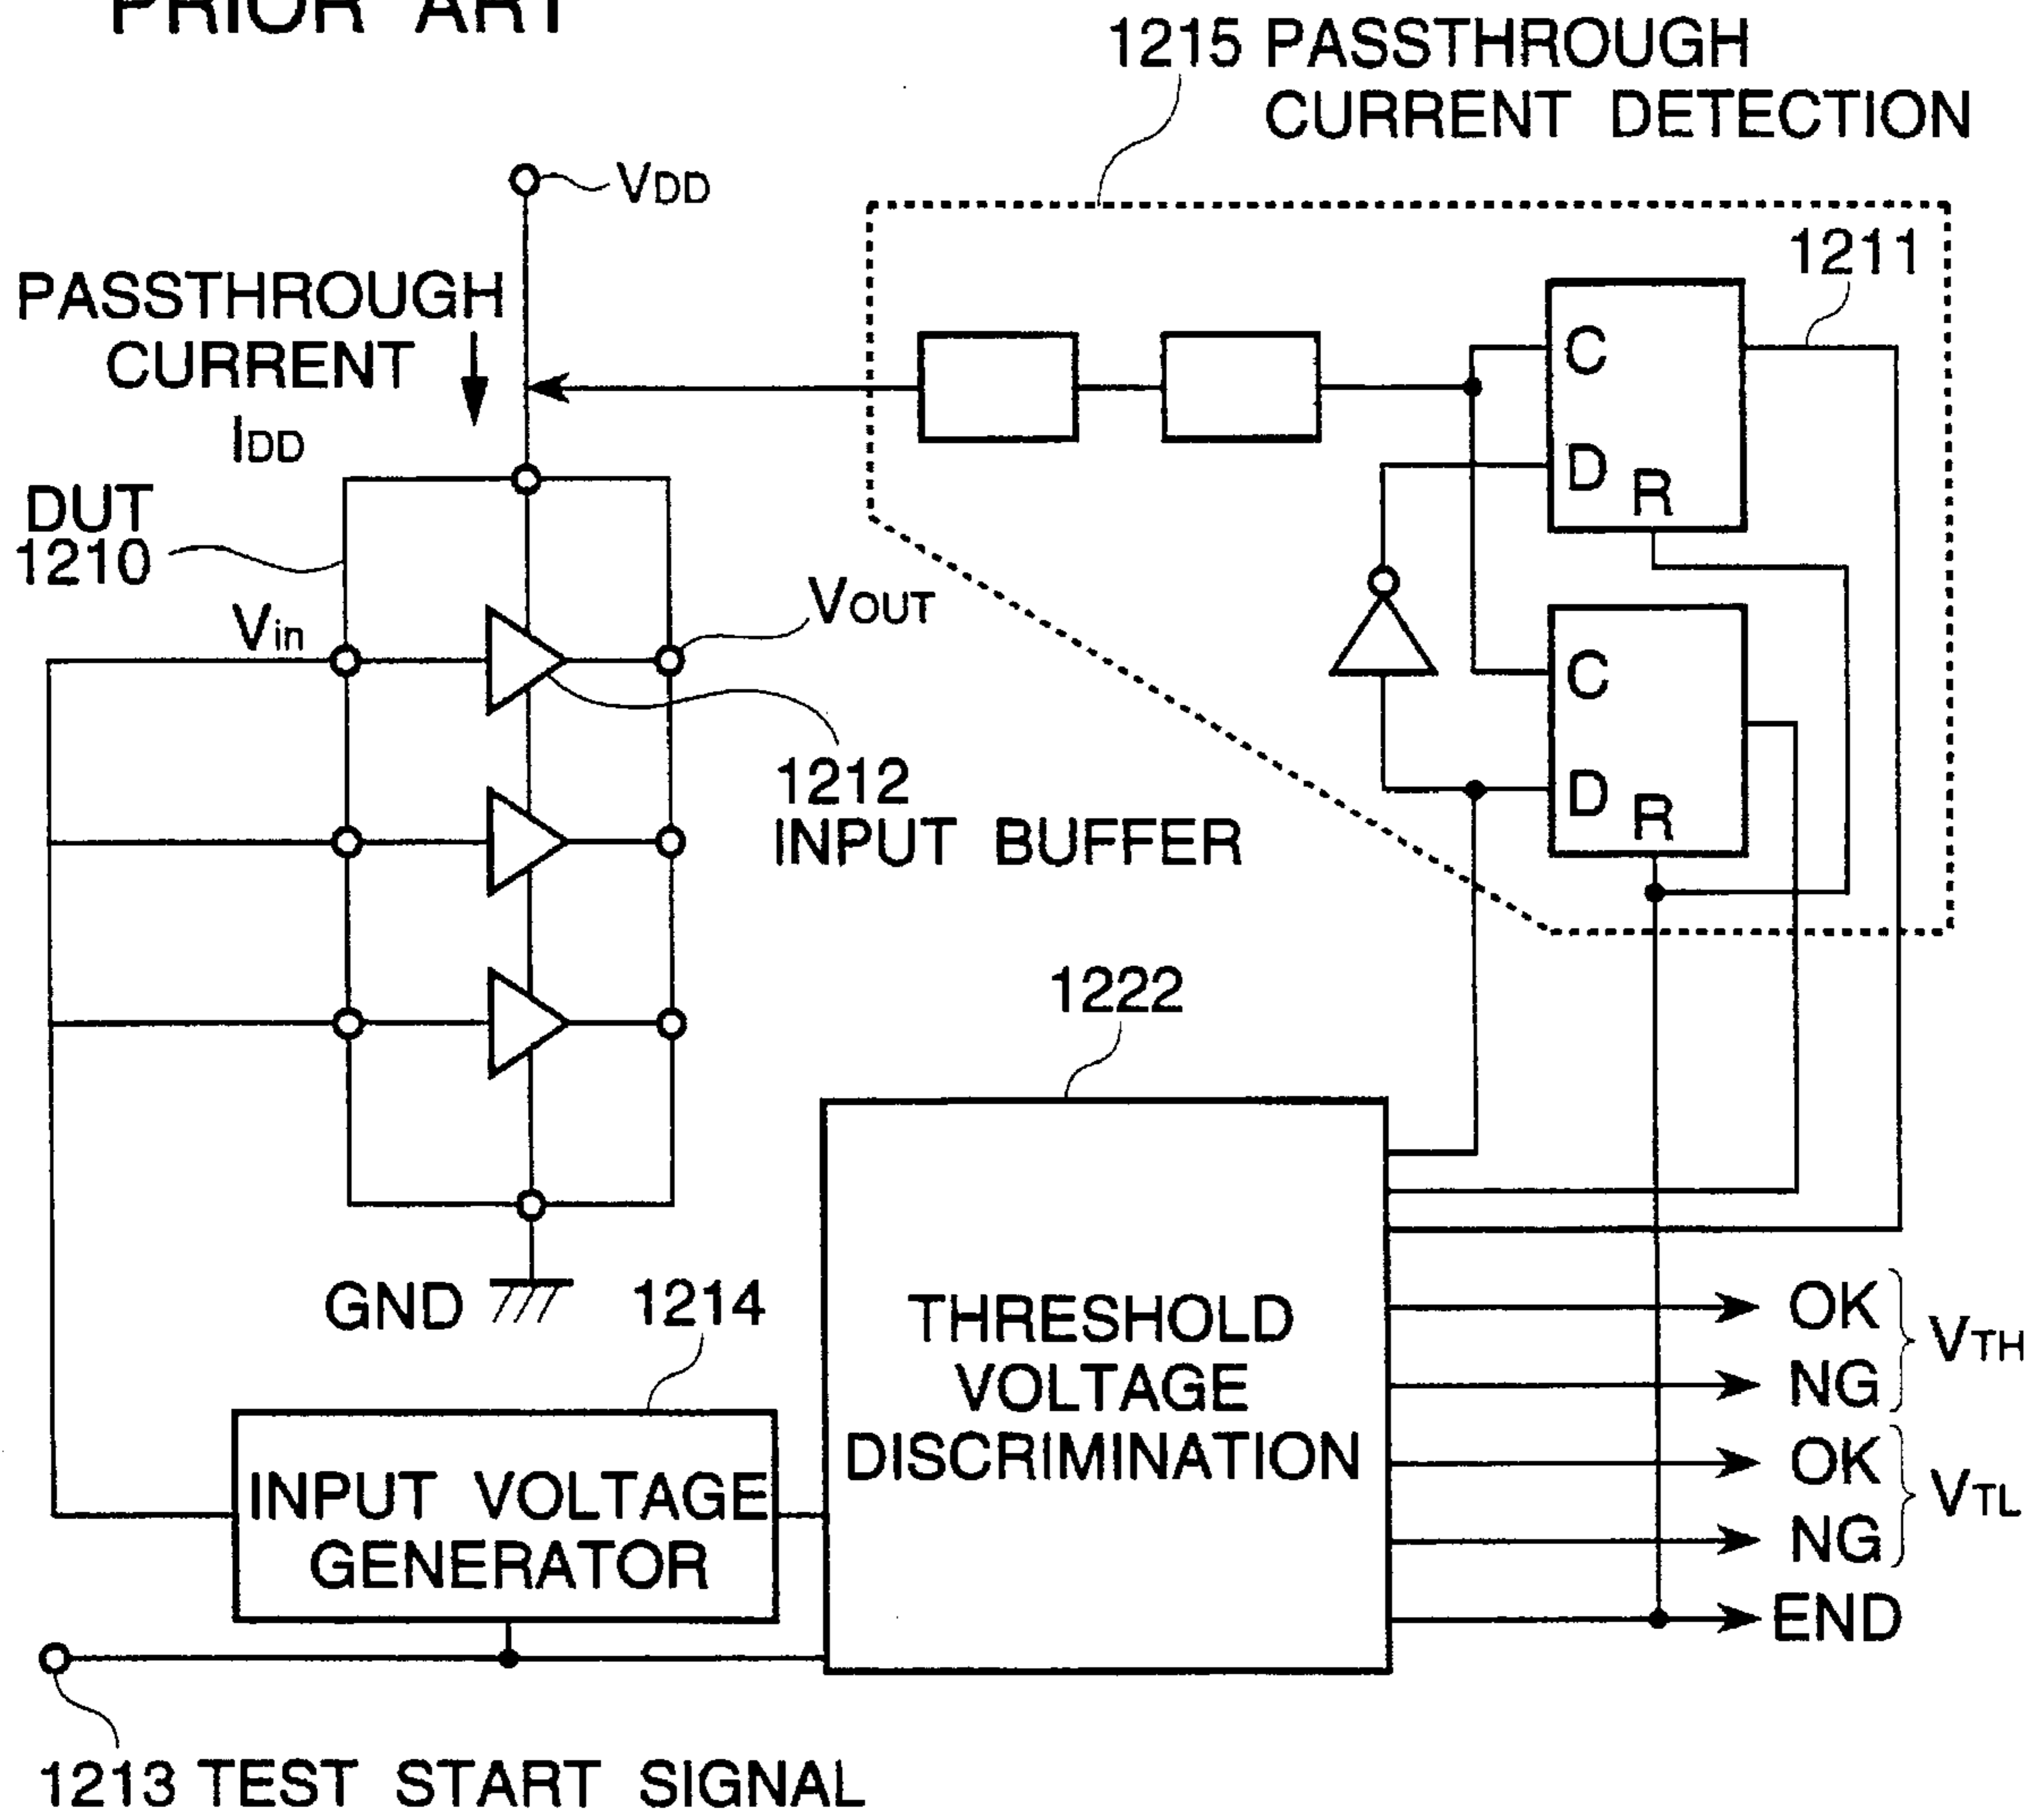 PRIOR ART
1215 PASSTHROUGH
CURRENT DETECTION
VDD
1211
PASSTHROUGH
CURRENT
IDD
C
D
R
DUT
1210
Vin
VOUT
1212
INPUT BUFFER
C
D
R
1222
GND
1214
THRESHOLD
VOLTAGE
DISCRIMINATION
OK
NG
VTH
OK
NG
VTL
END
INPUT VOLTAGE
GENERATOR
1213 TEST START SIGNAL